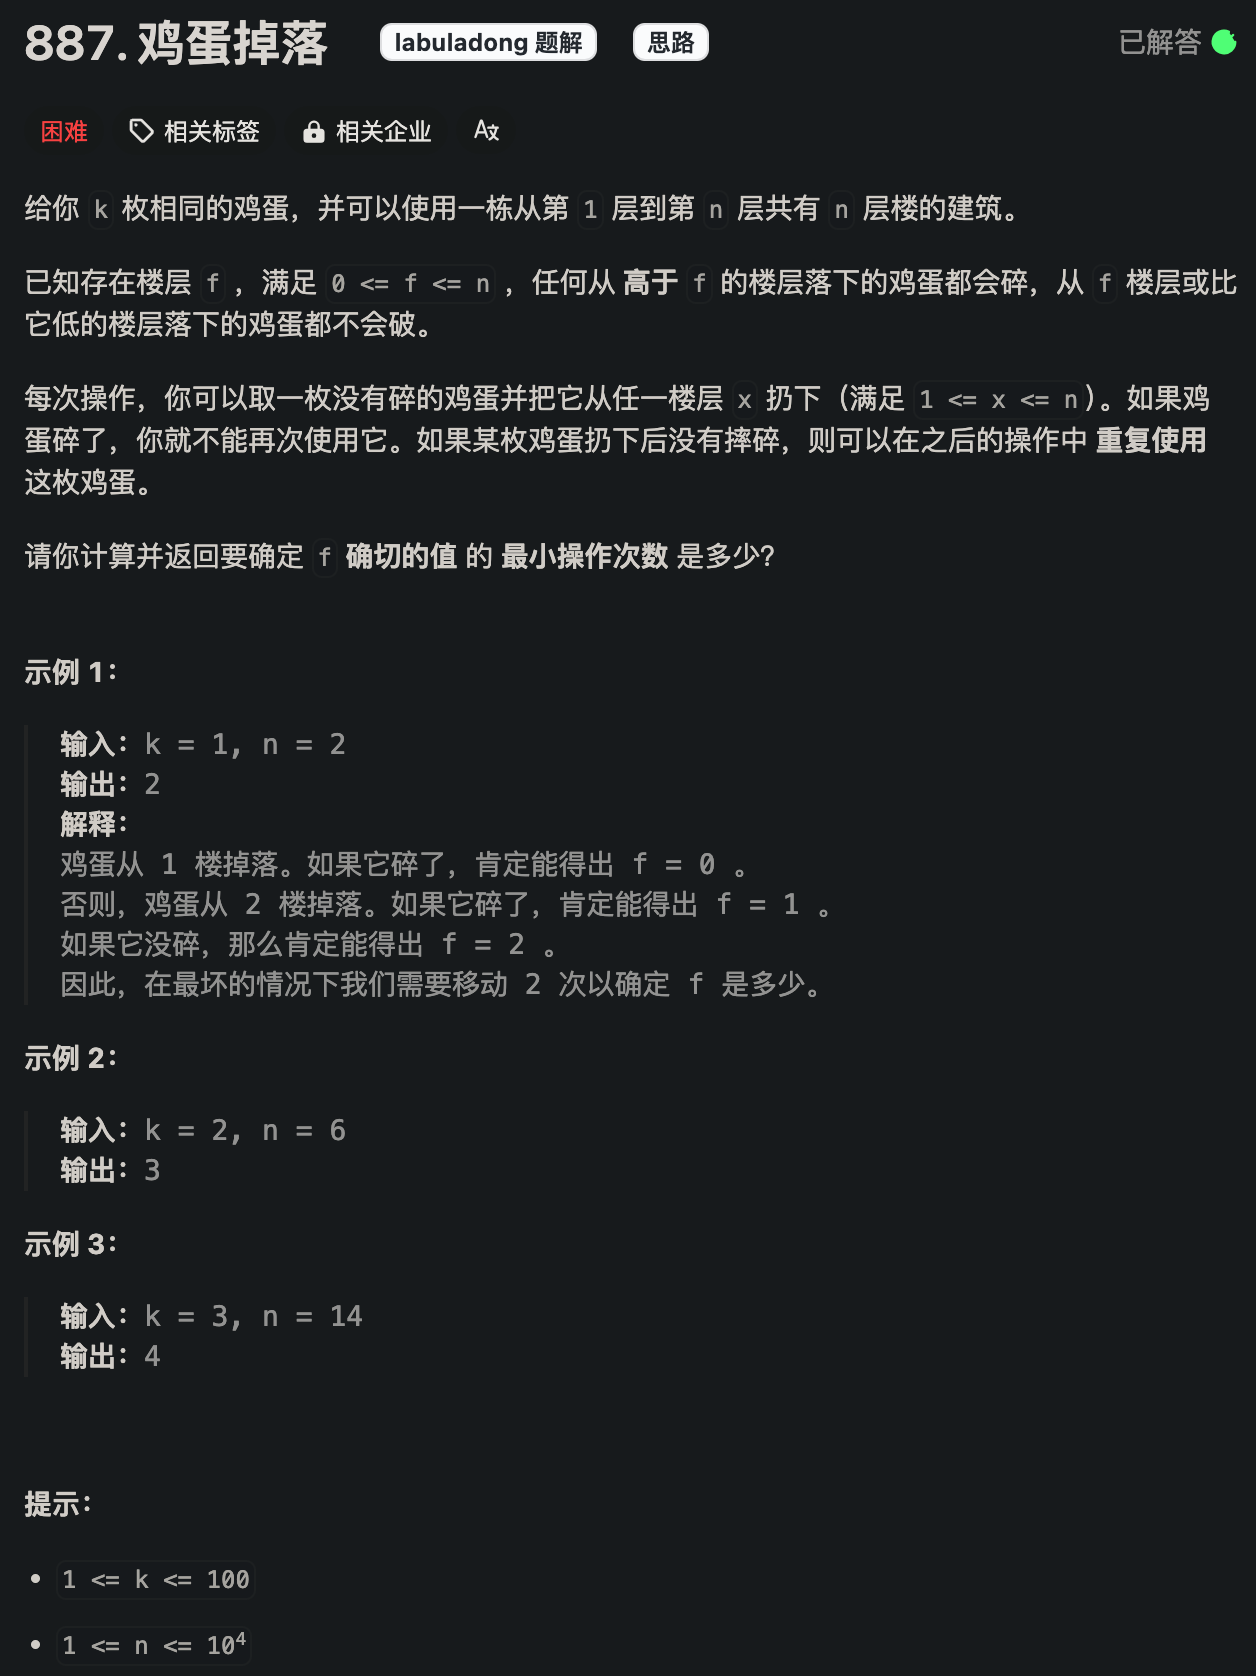 887. 鸡蛋掉落 labuladong 题解 思路 已解答
困难 相关标签 相关企业 A文
给你 k 枚相同的鸡蛋，并可以使用一栋从第 1 层到第 n 层共有 n 层楼的建筑。
已知存在楼层 f ，满足 0 <= f <= n ，任何从 高于 f 的楼层落下的鸡蛋都会碎，从 f 楼层或比
它低的楼层落下的鸡蛋都不会破。
每次操作，你可以取一枚没有碎的鸡蛋并把它从任一楼层 x 扔下（满足 1 <= x <= n）。如果鸡
蛋碎了，你就不能再次使用它。如果某枚鸡蛋扔下后没有摔碎，则可以在之后的操作中 重复使用
这枚鸡蛋。
请你计算并返回要确定 f 确切的值 的 最小操作次数 是多少？
示例 1：
输入：k = 1, n = 2
输出：2
解释：
鸡蛋从 1 楼掉落。如果它碎了，肯定能得出 f = 0 。
否则，鸡蛋从 2 楼掉落。如果它碎了，肯定能得出 f = 1 。
如果它没碎，那么肯定能得出 f = 2 。
因此，在最坏的情况下我们需要移动 2 次以确定 f 是多少。
示例 2：
输入：k = 2, n = 6
输出：3
示例 3：
输入：k = 3, n = 14
输出：4
提示：
• 1 <= k <= 100
• 1 <= n <= 10⁴